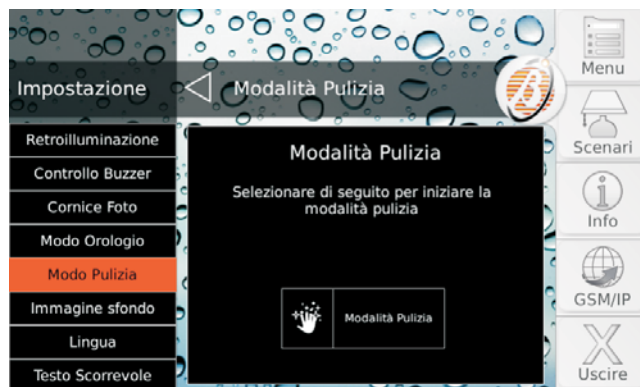 Impostazione
Modalità Pulizia
Retroilluminazione
Controllo Buzzer
Cornice Foto
Modo Orologio
Modo Pulizia
Immagine sfondo
Lingua
Testo Scorrevole
Modalità Pulizia
Selezionare di seguito per iniziare la
modalità pulizia
Modalità Pulizia
Menu
Scenari
Info
GSM/IP
Uscire